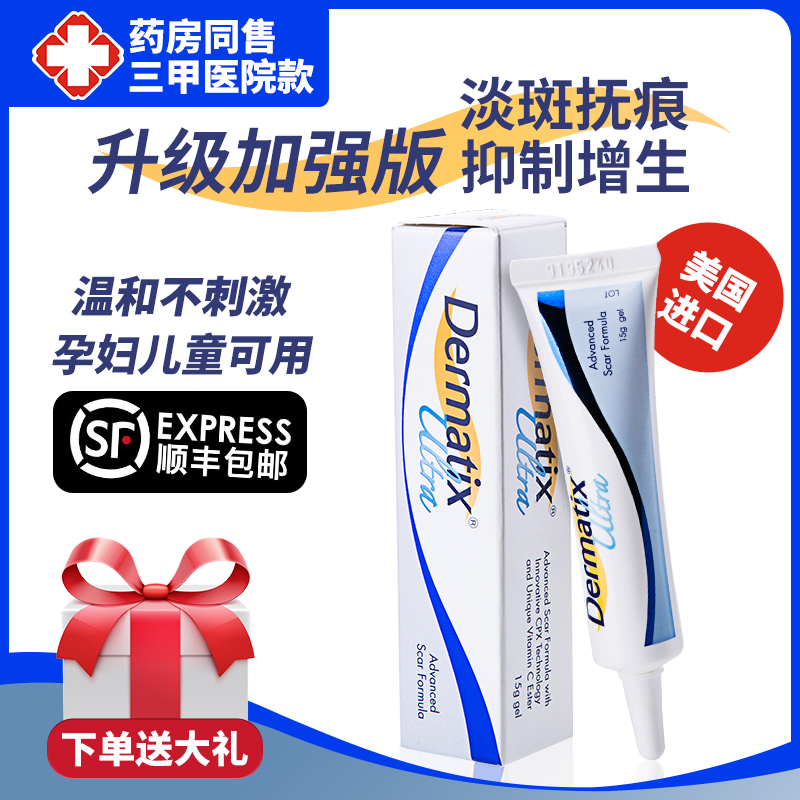 药房同售
三甲医院款
升级加强版
淡斑抚痕
抑制增生
温和不刺激
孕妇儿童可用
SF
EXPRESS
顺丰包邮
美国
进口
Dermatix
Ultra
®
Advanced
Scar Formula
Dermatix
Ultra
®
Advanced Scar Formula with
Innovative CPX Technology
and Unique Vitamin C Ester
15g gel
LOT
Advanced
Scar Formula
15g gel
Dermatix
Ultra
®
下单送大礼